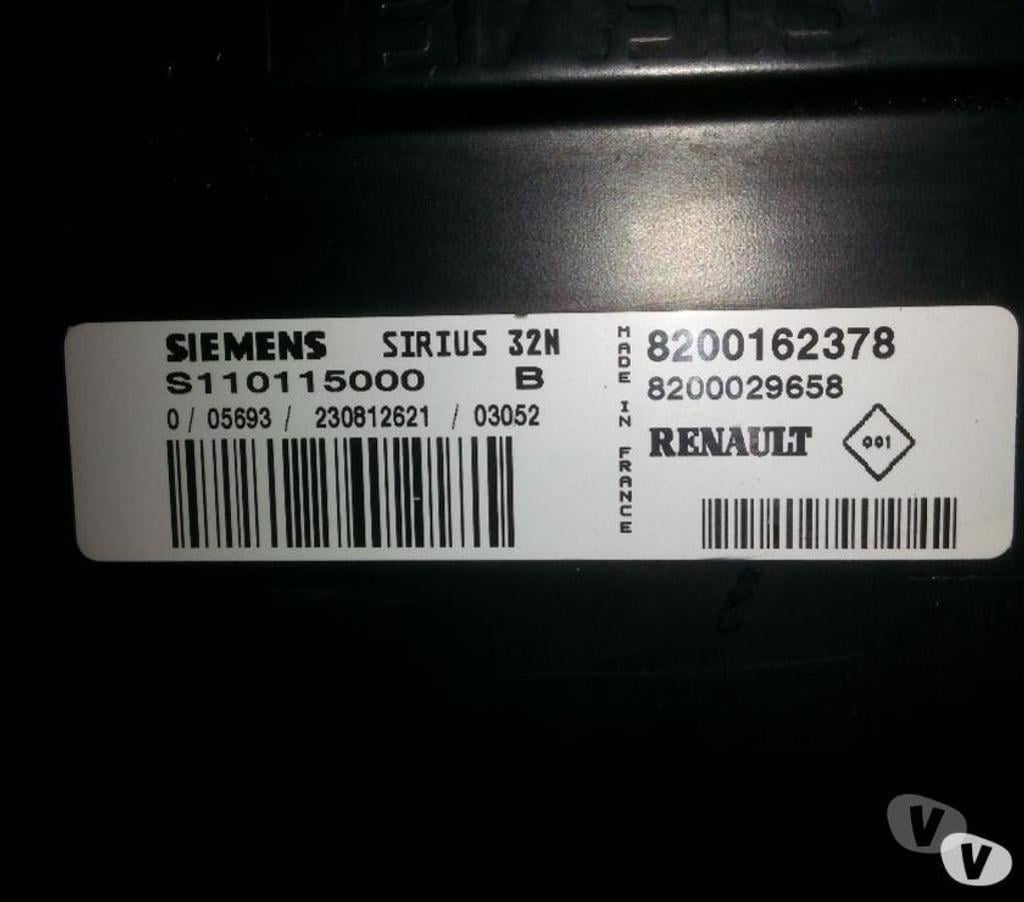 SIEMENS SIRIUS 32N
S110115000 B
0 / 05693 / 230812621 / 03052
MADE IN FRANCE
8200162378
8200029658
RENAULT 001
V
V